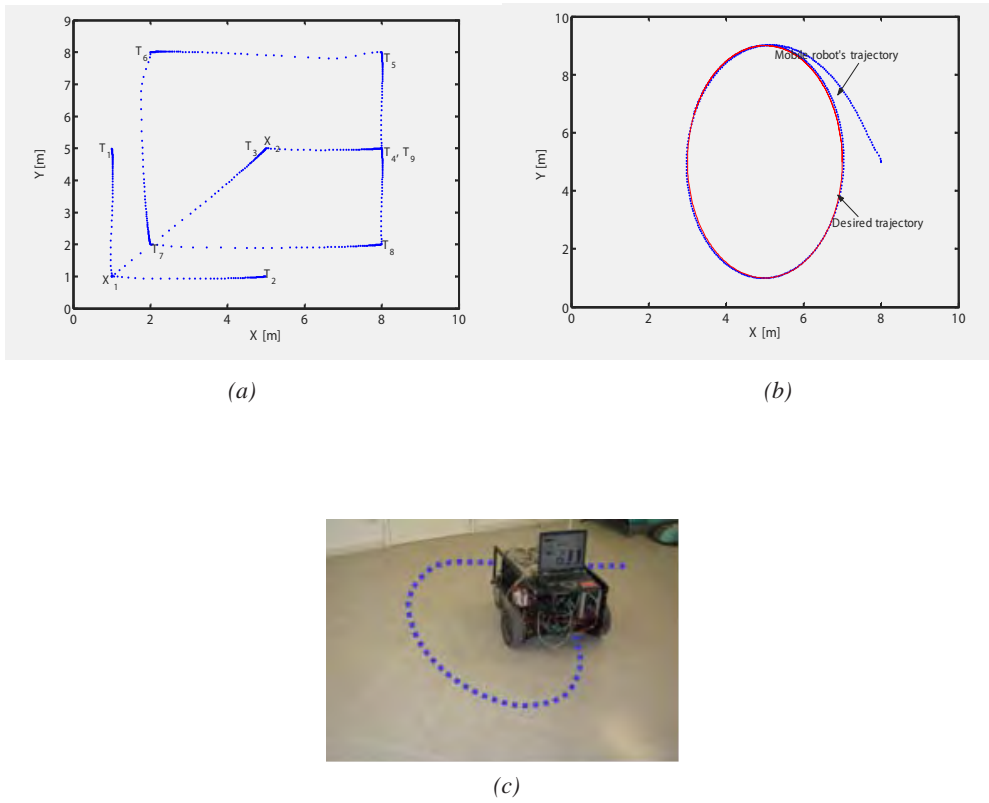 9
8
7
6
5
4
3
2
1
0
0
2
4
6
8
10
Y [m]
X [m]
T6
T5
T1
T3
X2
T4, T9
T7
T8
X1
T2
10
8
6
4
2
0
0
2
4
6
8
10
Y [m]
X [m]
Mobile robot's trajectory
Desired trajectory
(a)
(b)
(c)